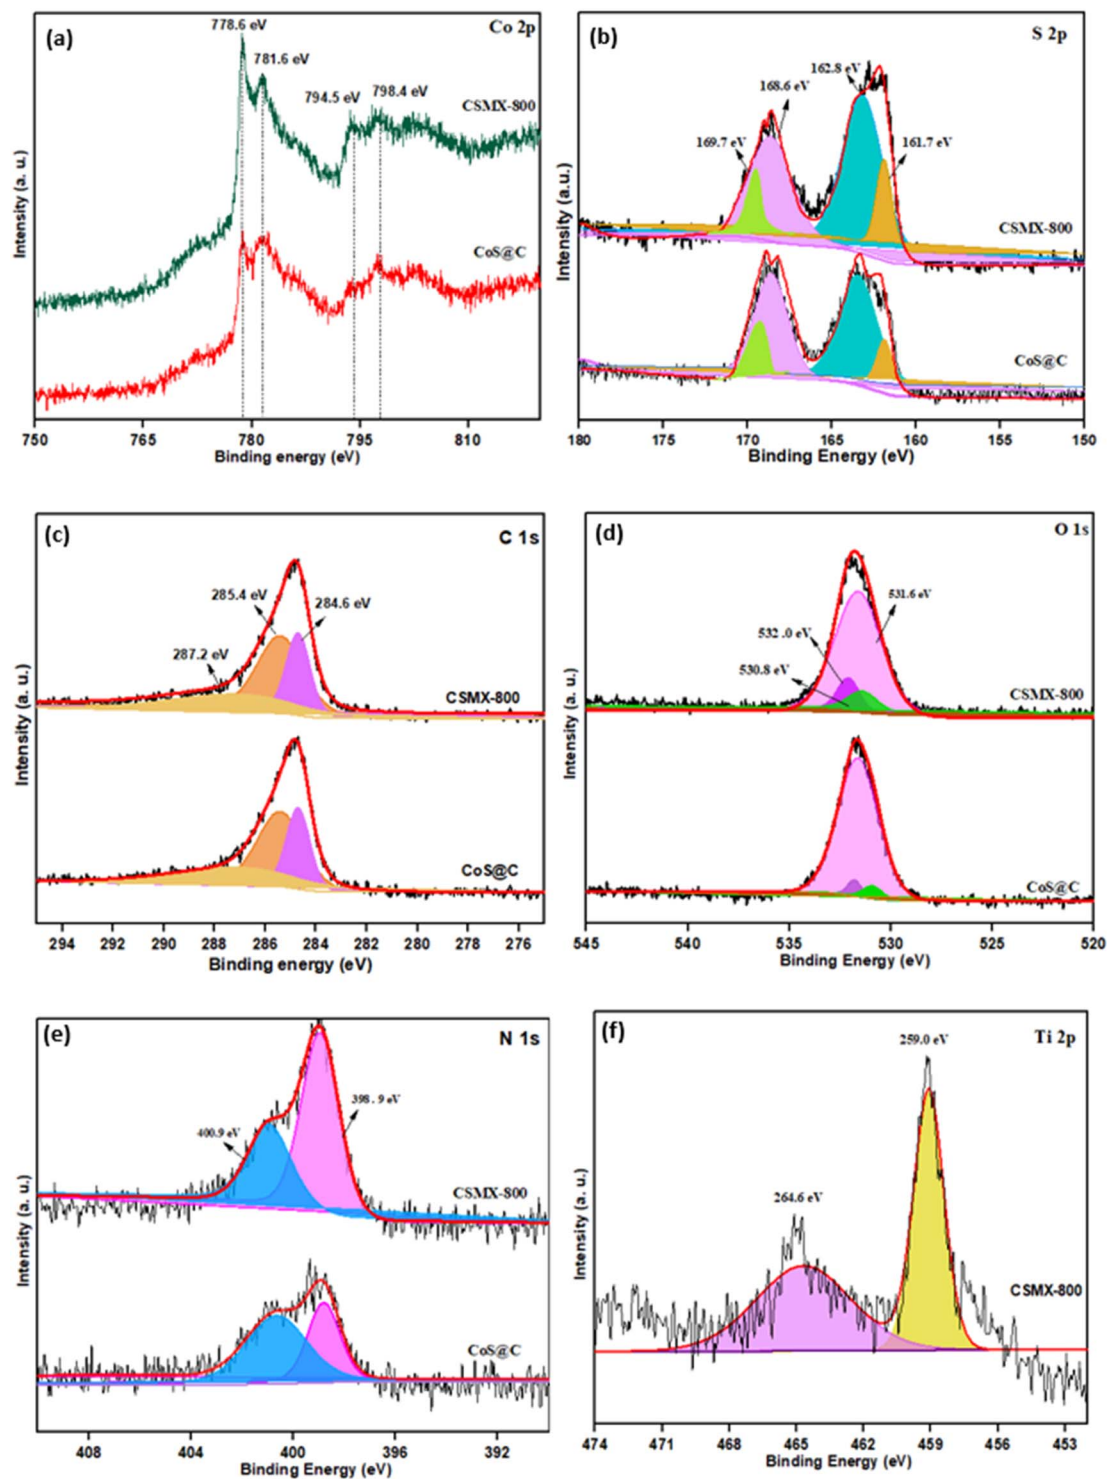 (a)
Co 2p
778.6 eV
781.6 eV
794.5 eV
798.4 eV
CSMX-800
CoS@C
Intensity (a. u.)
750 765 780 795 810
Binding energy (eV)
(b)
S 2p
162.8 eV
168.6 eV
169.7 eV
161.7 eV
CSMX-800
CoS@C
Intensity (a.u.)
180 175 170 165 160 155 150
Binding Energy (eV)
(c)
C 1s
285.4 eV
284.6 eV
287.2 eV
CSMX-800
CoS@C
Intensity (a. u.)
294 292 290 288 286 284 282 280 278 276
Binding energy (eV)
(d)
O 1s
531.6 eV
532 .0 eV
530.8 eV
CSMX-800
CoS@C
Intensity (a. u.)
545 540 535 530 525 520
Binding Energy (eV)
(e)
N 1s
398 . 9 eV
400.9 eV
CSMX-800
CoS@C
Intensity (a. u.)
408 404 400 396 392
Binding Energy (eV)
(f)
Ti 2p
259.0 eV
264.6 eV
CSMX-800
Intensity (a. u.)
474 471 468 465 462 459 456 453
Binding Energy (eV)